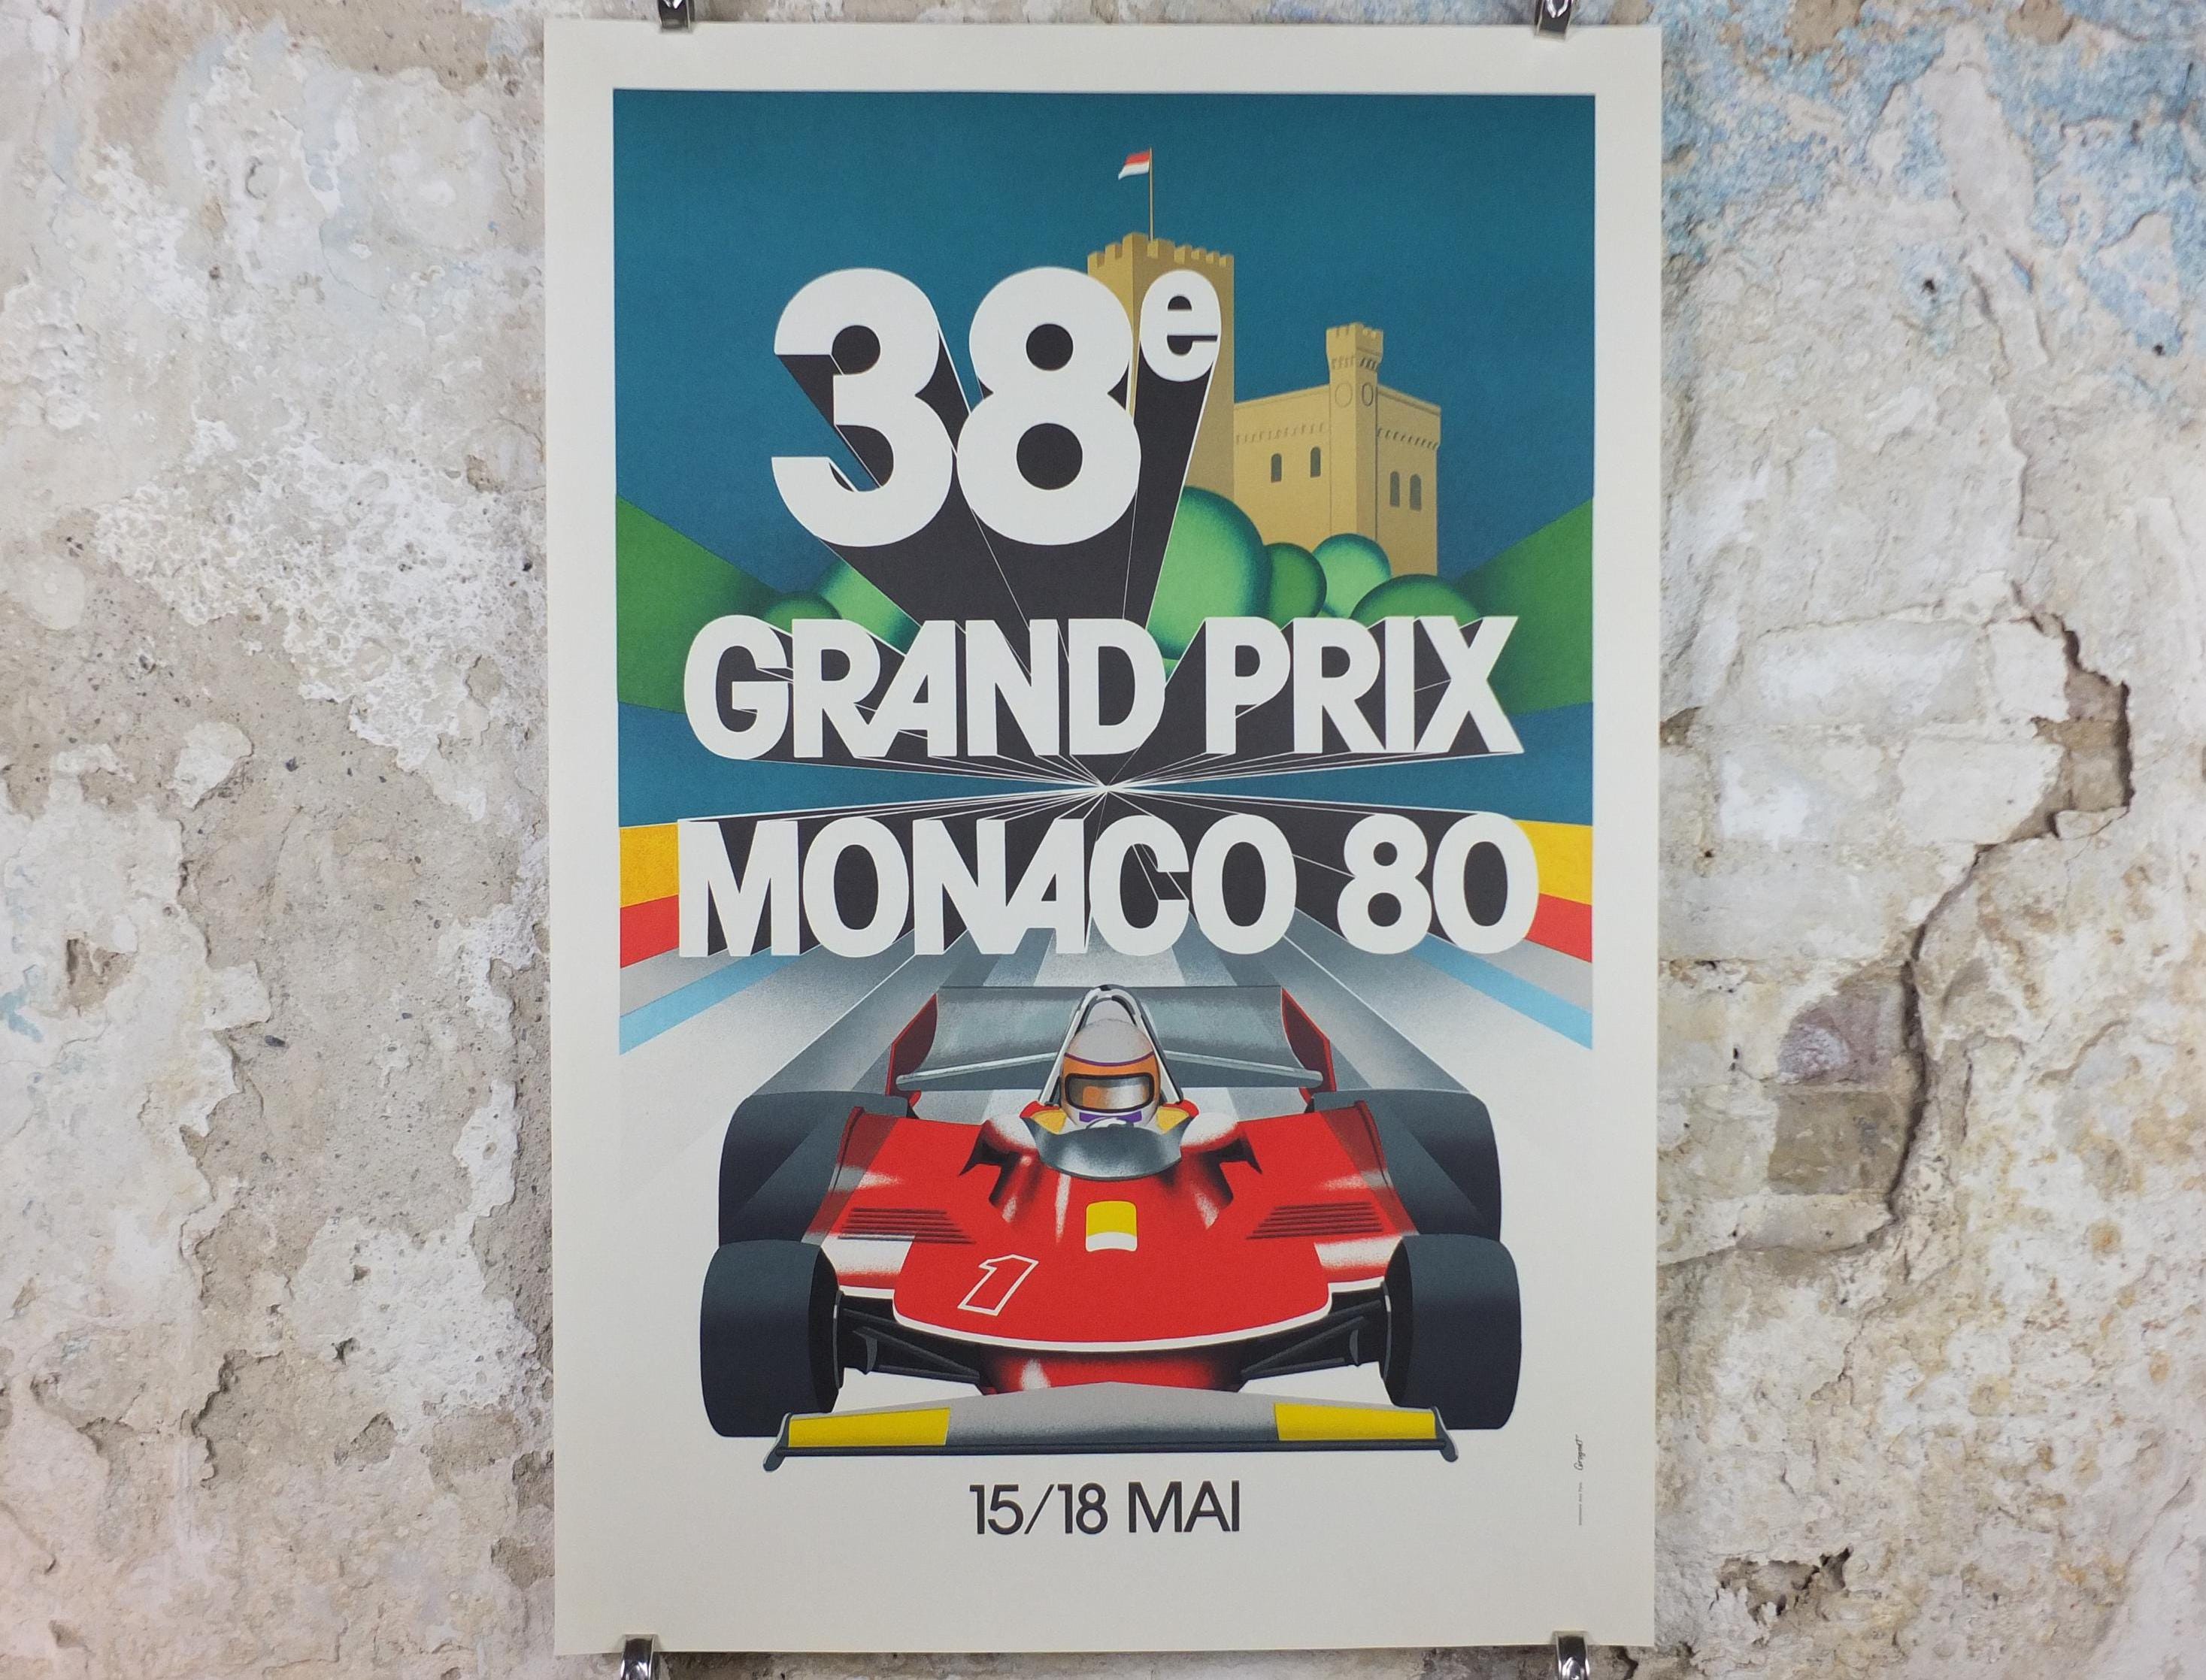 38e
GRAND PRIX
MONACO 80
1
15/18 MAI